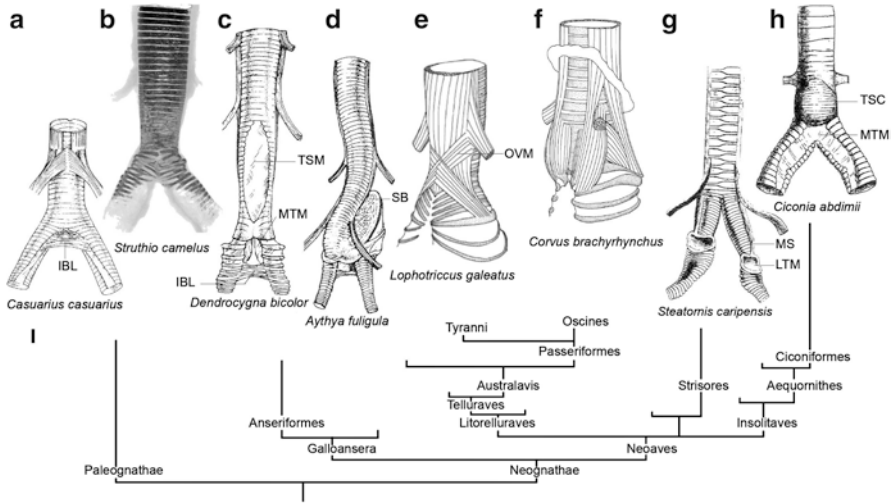 a b c d e f g h
TSM
MTM
IBL
IBL
SB
OVM
TSC
MTM
MS
LTM
Casuarius casuarius
Struthio camelus
Dendrocygna bicolor
Aythya fuligula
Lophotriccus galeatus
Corvus brachyrhynchus
Steatornis caripensis
Ciconia abdimii
I
Tyranni
Oscines
Passeriformes
Ciconiformes
Australavis
Strisores
Aequornithes
Telluraves
Anseriformes
Litorelluraves
Insolitaves
Galloansera
Neoaves
Paleognathae
Neognathae